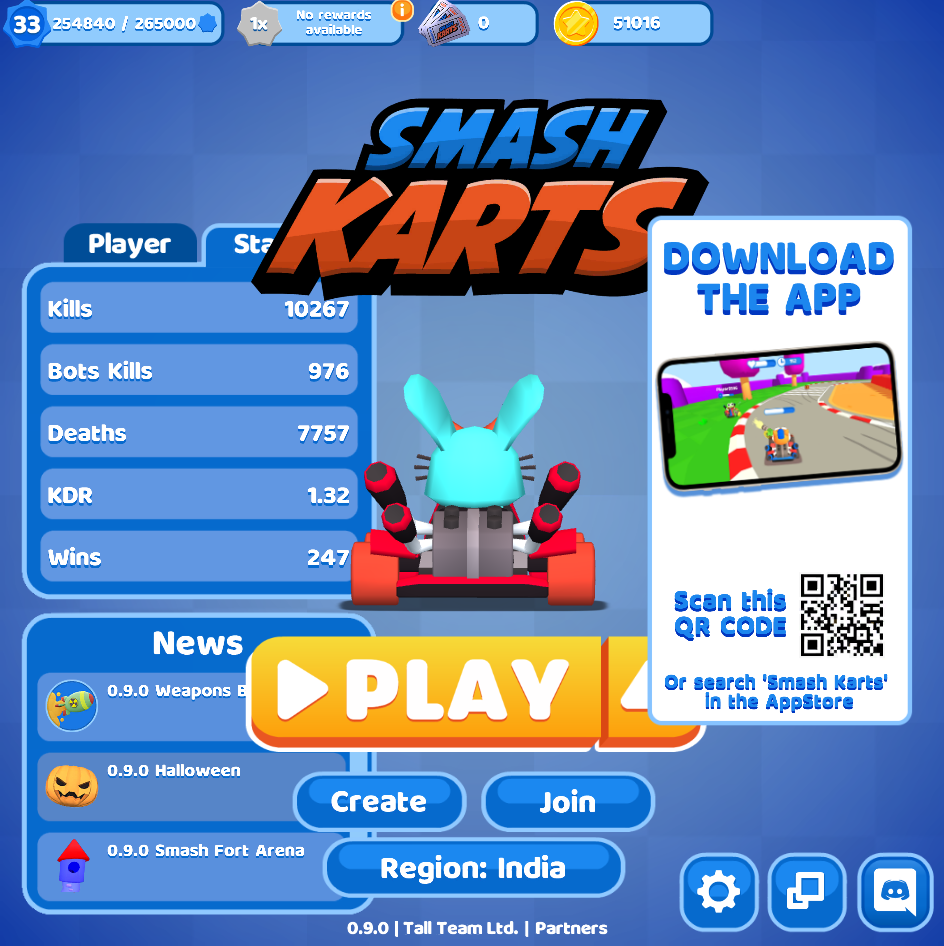 33
254840 / 265000
1x
No rewards
available
i
0
51016
SMASH
KARTS
Player
Kills 10267
Bots Kills 976
Deaths 7757
KDR 1.32
Wins 247
News
0.9.0 Weapons
0.9.0 Halloween
0.9.0 Smash Fort Arena
DOWNLOAD
THE APP
Scan this
QR CODE
Or search 'Smash Karts'
in the AppStore
PLAY
Create
Join
Region: India
0.9.0 | Tall Team Ltd. | Partners